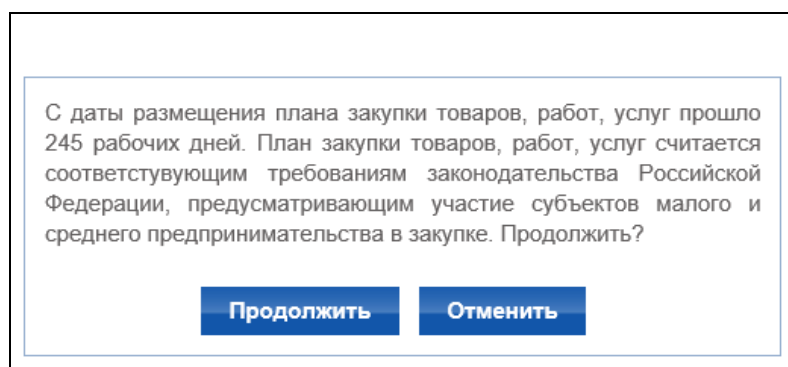 С даты размещения плана закупки товаров, работ, услуг прошло
245 рабочих дней. План закупки товаров, работ, услуг считается
соответстувующим требованиям законодательства Российской
Федерации, предусматривающим участие субъектов малого и
среднего предпринимательства в закупке. Продолжить?
Продолжить Отменить